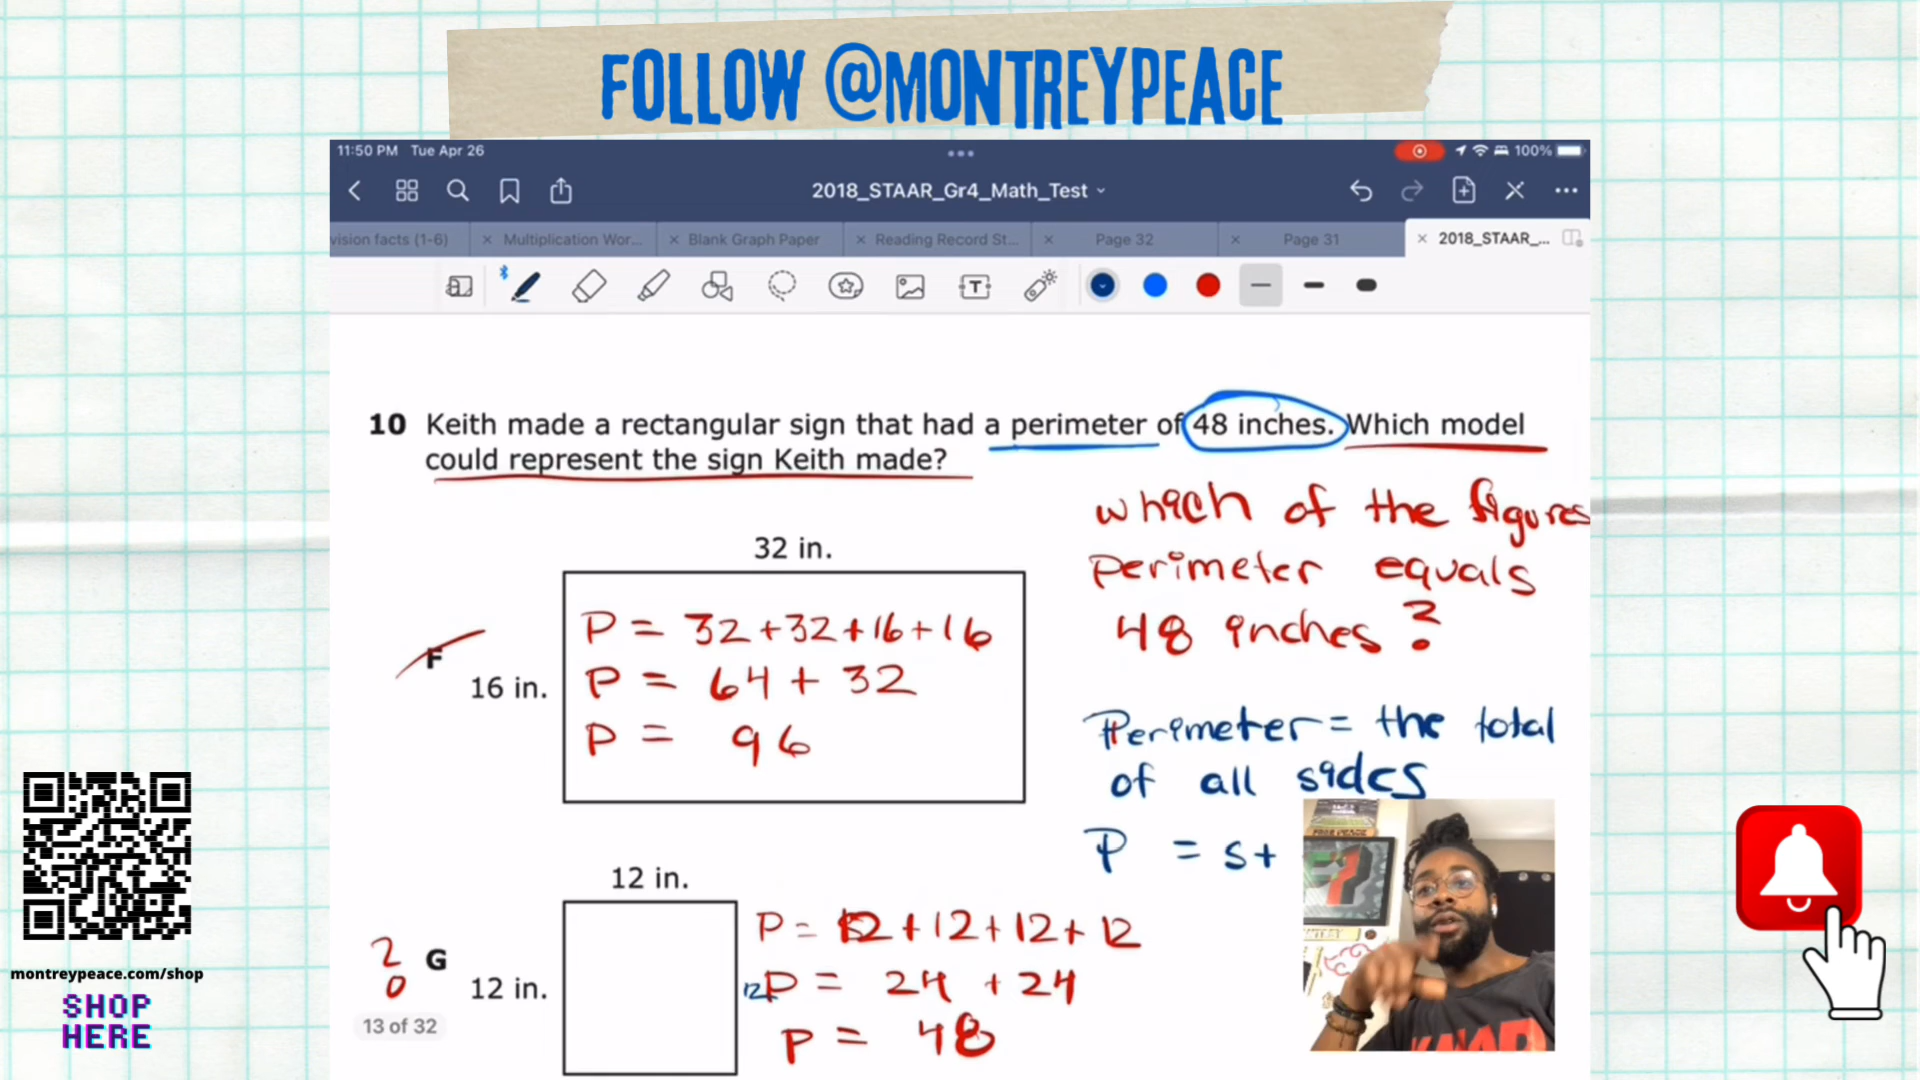 FOLLOW @MONTREYPEACE
11:50 PM Tue Apr 26
100%
2018_STAAR_Gr4_Math_Test
vision facts (1-6)
Multiplication Wor...
Blank Graph Paper
Reading Record St...
Page 32
Page 31
2018_STAAR_...
10 Keith made a rectangular sign that had a perimeter of 48 inches. Which model
could represent the sign Keith made?
which of the figures
perimeter equals
48 inches?
32 in.
F
16 in.
P = 32+32+16+16
P = 64 + 32
P = 96
Perimeter = the total
of all sides
P = s+
12 in.
G
12 in.
P = 12+12+12+12
12
P = 24 + 24
P = 48
20
13 of 32
montreypeace.com/shop
SHOP
HERE